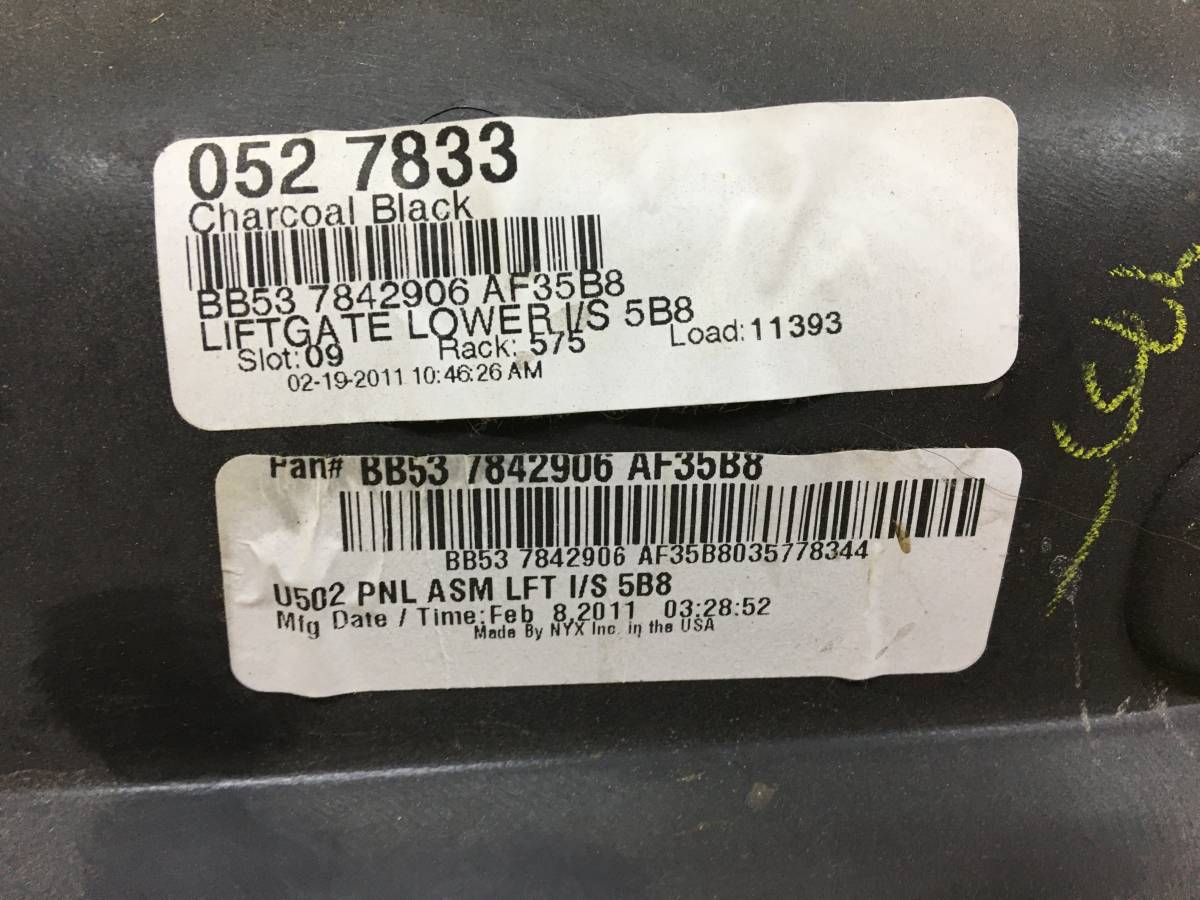 052 7833
Charcoal Black
BB53 7842906 AF35B8
LIFTGATE LOWER I/S 5B8
Slot: 09 Rack: 575 Load: 11393
02-19-2011 10:46:26 AM
Part# BB53 7842906 AF35B8
BB53 7842906 AF35B8035778344
U502 PNL ASM LFT I/S 5B8
Mfg Date / Time: Feb 8,2011 03:28:52
Made By NYX Inc. in the USA